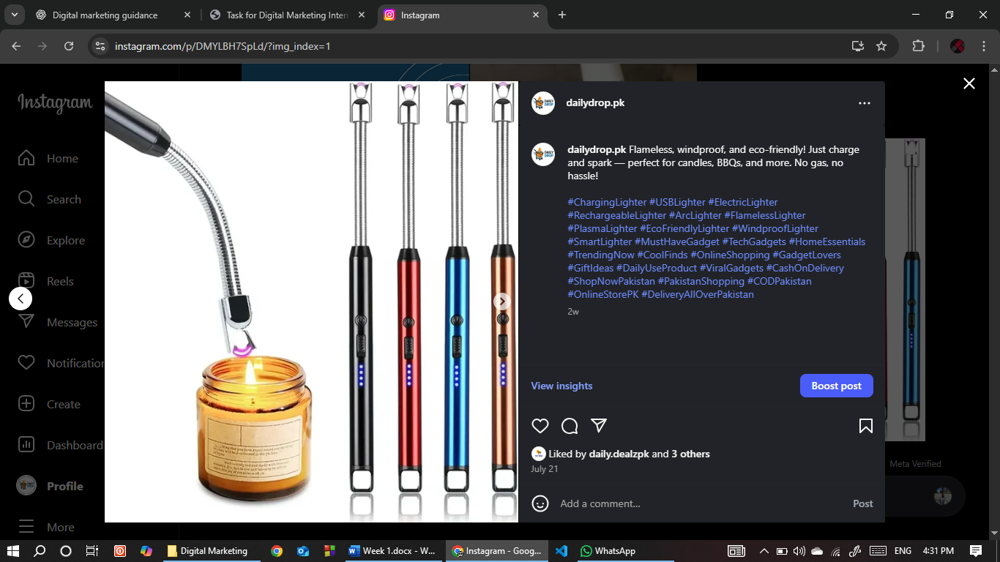 Digital marketing guidance
Task for Digital Marketing Inter
Instagram
instagram.com/p/DMYLBH7SpLd/?img_index=1
Instagram
Home
Search
Explore
Reels
Messages
Notification
Create
Dashboard
Profile
More
dailydrop.pk
dailydrop.pk Flameless, windproof, and eco-friendly! Just charge
and spark — perfect for candles, BBQs, and more. No gas, no
hassle!
#ChargingLighter #USBLighter #ElectricLighter
#RechargeableLighter #ArcLighter #FlamelessLighter
#PlasmaLighter #EcoFriendlyLighter #WindproofLighter
#SmartLighter #MustHaveGadget #TechGadgets #HomeEssentials
#TrendingNow #CoolFinds #OnlineShopping #GadgetLovers
#GiftIdeas #DailyUseProduct #ViralGadgets #CashOnDelivery
#ShopNowPakistan #PakistanShopping #CODPakistan
#OnlineStorePK #DeliveryAllOverPakistan
2w
View insights
Boost post
Liked by daily.dealzpk and 3 others
July 21
Add a comment...
Post
Meta Verified
Digital Marketing
Week 1.docx - W...
Instagram - Goog...
WhatsApp
ENG
4:31 PM